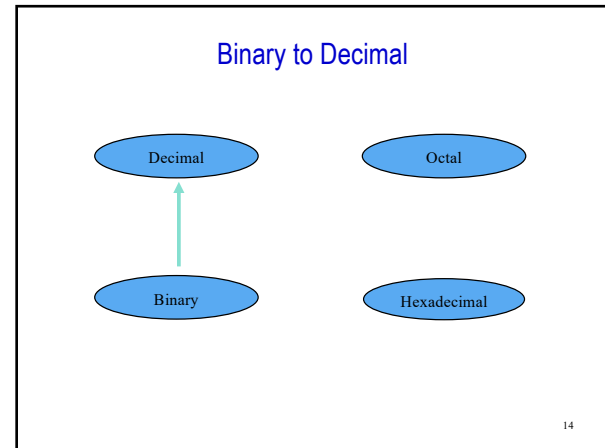 Binary to Decimal
Decimal
Octal
Binary
Hexadecimal
14